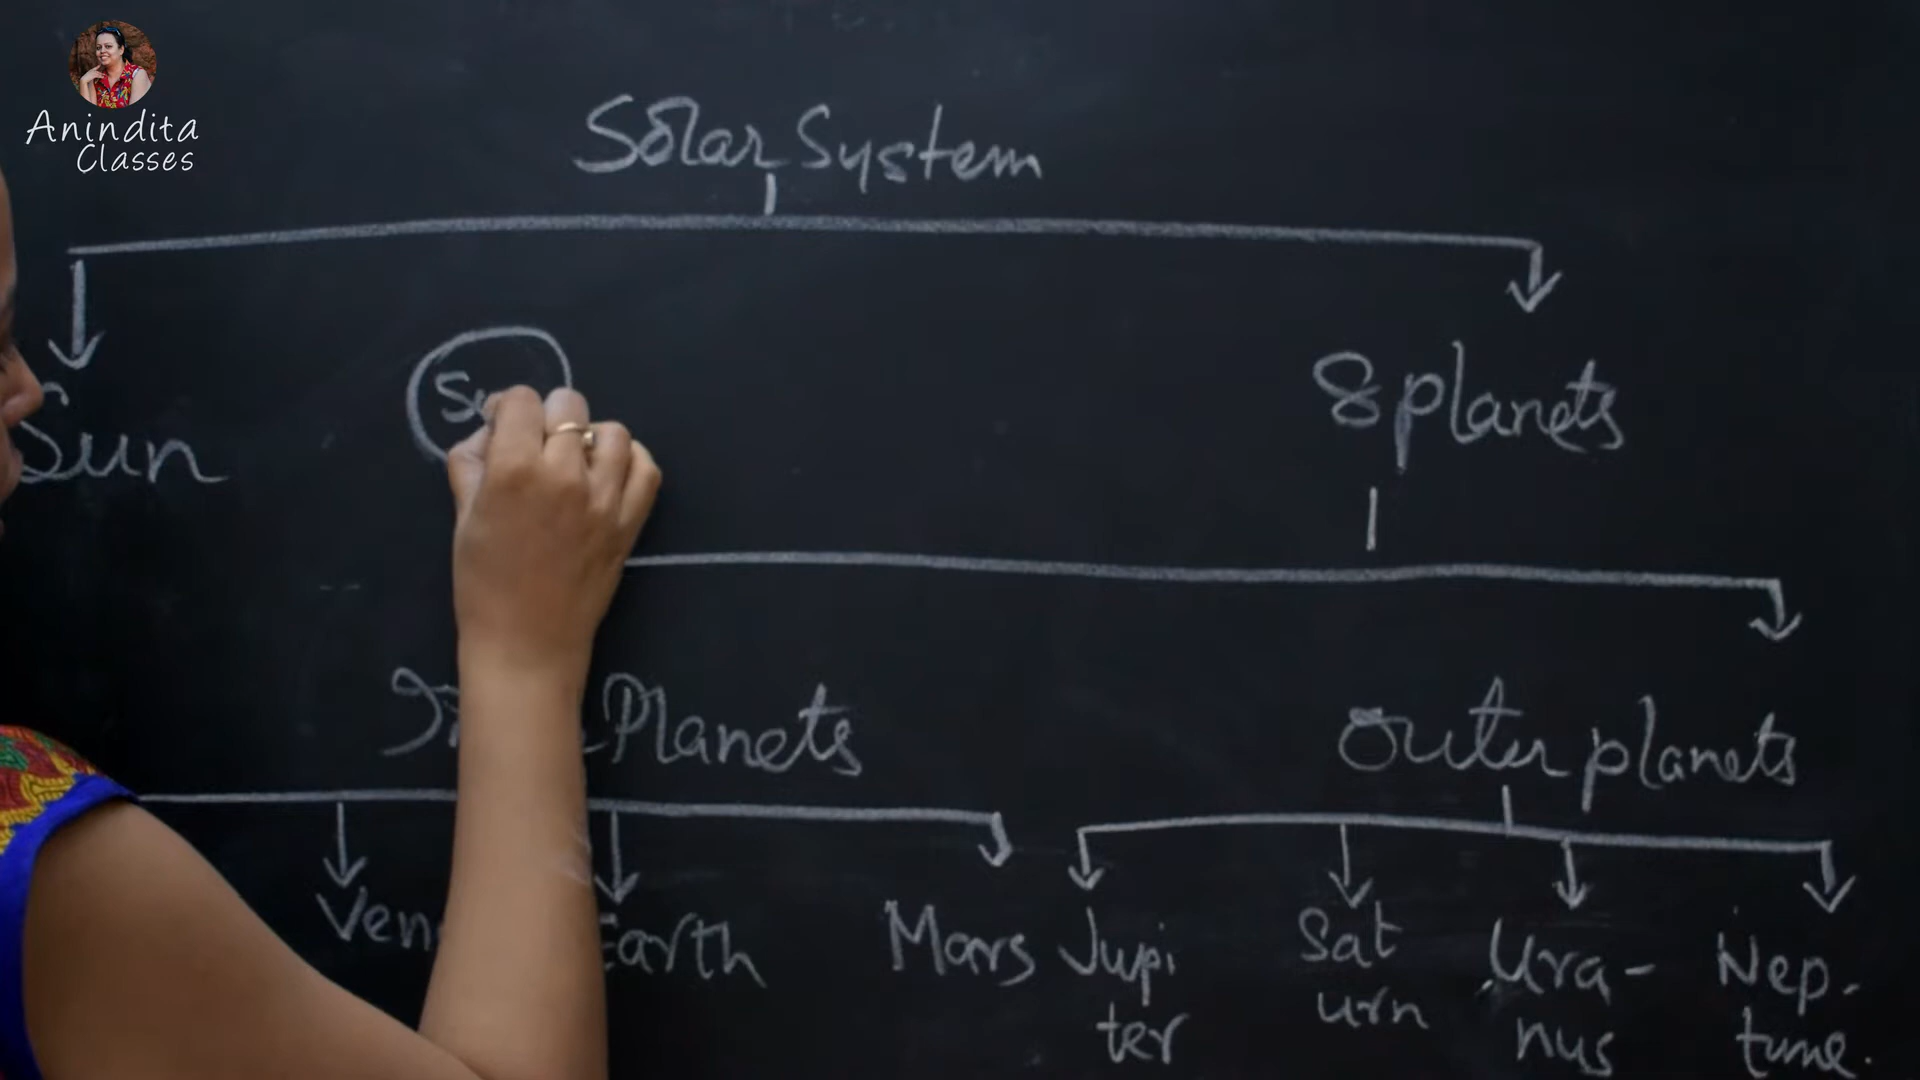 Anindita
Classes
Solar System
Sun
8 planets
Planets
Outer planets
Earth
Mars
Jupi
ter
Sat
urn
Ura-
nus
Nep-
tune.